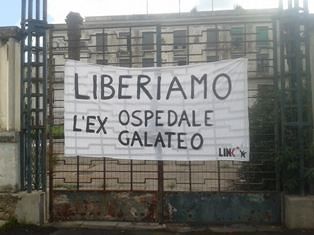 LIBERIAMO
L'EX OSPEDALE
GALATEO
LINK